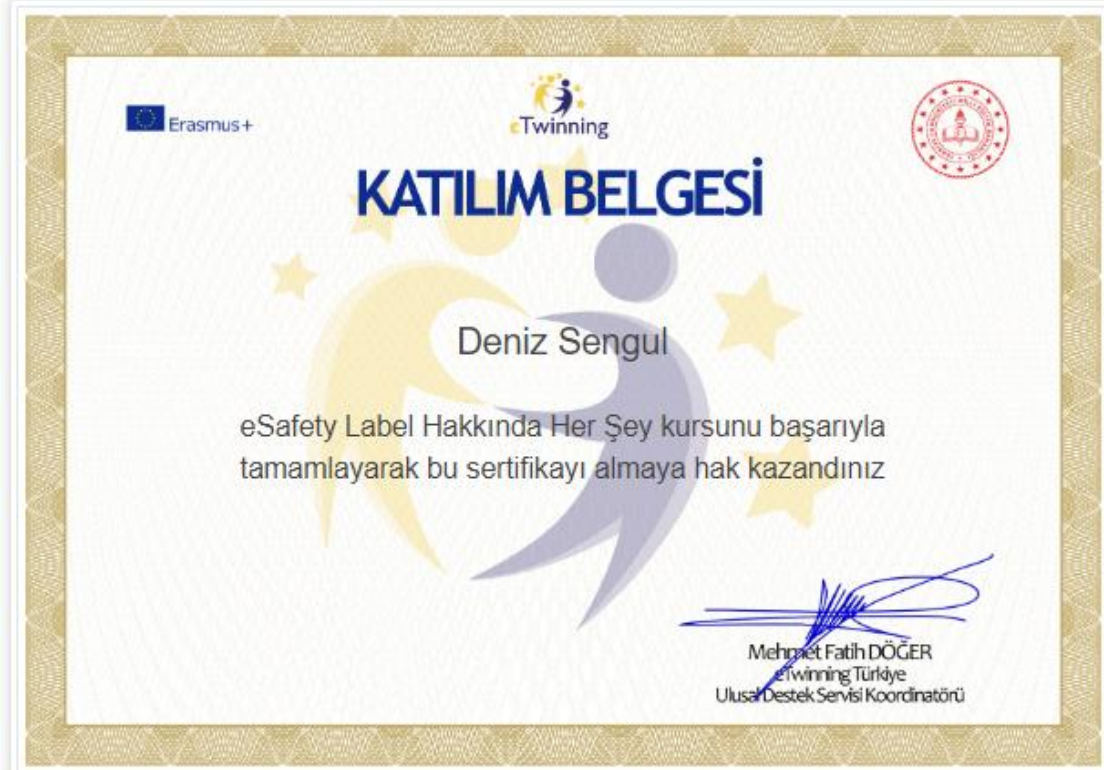 Erasmus+
eTwinning
KATILIM BELGESİ
Deniz Sengul
eSafety Label Hakkında Her Şey kursunu başarıyla
tamamlayarak bu sertifikayı almaya hak kazandınız
Mehmet Fatih DÖĞER
eTwinning Türkiye
Ulusal Destek Servisi Koordinatörü